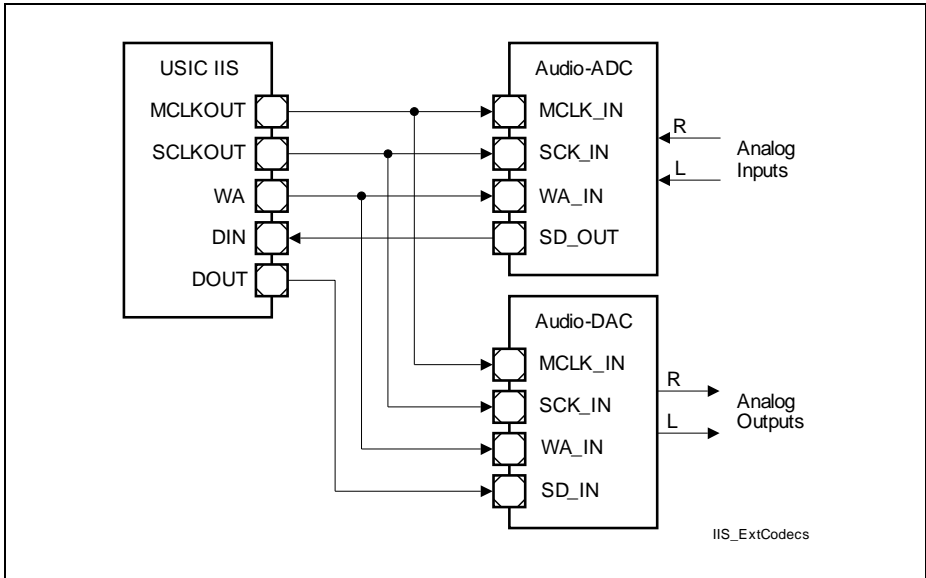 USIC IIS
MCLKOUT
SCLKOUT
WA
DIN
DOUT
Audio-ADC
MCLK_IN
SCK_IN
WA_IN
SD_OUT
R
L
Analog
Inputs
Audio-DAC
MCLK_IN
SCK_IN
WA_IN
SD_IN
R
L
Analog
Outputs
IIS_ExtCodecs